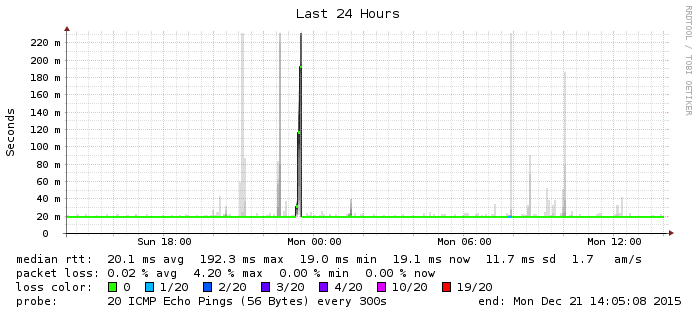 Last 24 Hours
RRDTOOL / TOBI OETIKER
Seconds
220 m
200 m
180 m
160 m
140 m
120 m
100 m
80 m
60 m
40 m
20 m
0
Sun 18:00 Mon 00:00 Mon 06:00 Mon 12:00
median rtt: 20.1 ms avg 192.3 ms max 19.0 ms min 19.1 ms now 11.7 ms sd 1.7 am/s
packet loss: 0.02 % avg 4.20 % max 0.00 % min 0.00 % now
loss color: 0 1/20 2/20 3/20 4/20 10/20 19/20
probe: 20 ICMP Echo Pings (56 Bytes) every 300s end: Mon Dec 21 14:05:08 2015